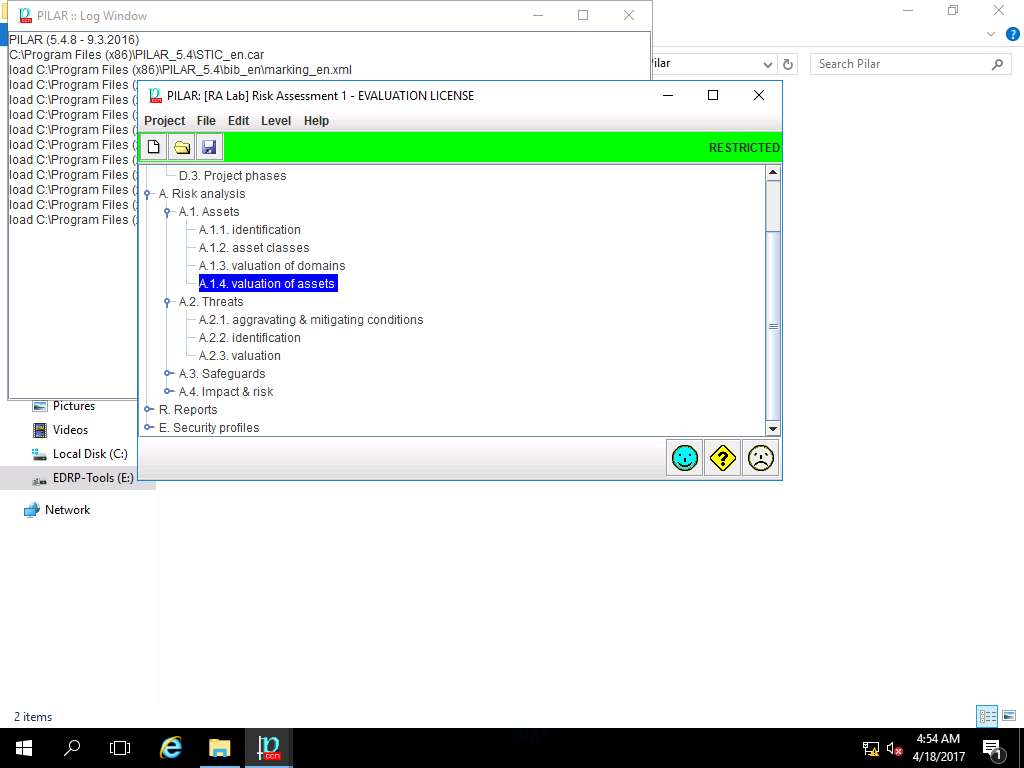 PILAR :: Log Window
PILAR (5.4.8 - 9.3.2016)
C:\Program Files (x86)\PILAR_5.4\STIC_en.car
load C:\Program Files (x86)\PILAR_5.4\bib_en\marking_en.xml
load C:\Program Files (
load C:\Program Files (
load C:\Program Files (
load C:\Program Files (
load C:\Program Files (
load C:\Program Files (
load C:\Program Files (
load C:\Program Files (
load C:\Program Files (
load C:\Program Files (
Pilar
Search Pilar
PILAR: [RA Lab] Risk Assessment 1 - EVALUATION LICENSE
Project File Edit Level Help
RESTRICTED
D.3. Project phases
A. Risk analysis
A.1. Assets
A.1.1. identification
A.1.2. asset classes
A.1.3. valuation of domains
A.1.4. valuation of assets
A.2. Threats
A.2.1. aggravating & mitigating conditions
A.2.2. identification
A.2.3. valuation
A.3. Safeguards
A.4. Impact & risk
R. Reports
E. Security profiles
Pictures
Videos
Local Disk (C:)
EDRP-Tools (E:)
Network
2 items
4:54 AM
4/18/2017
1